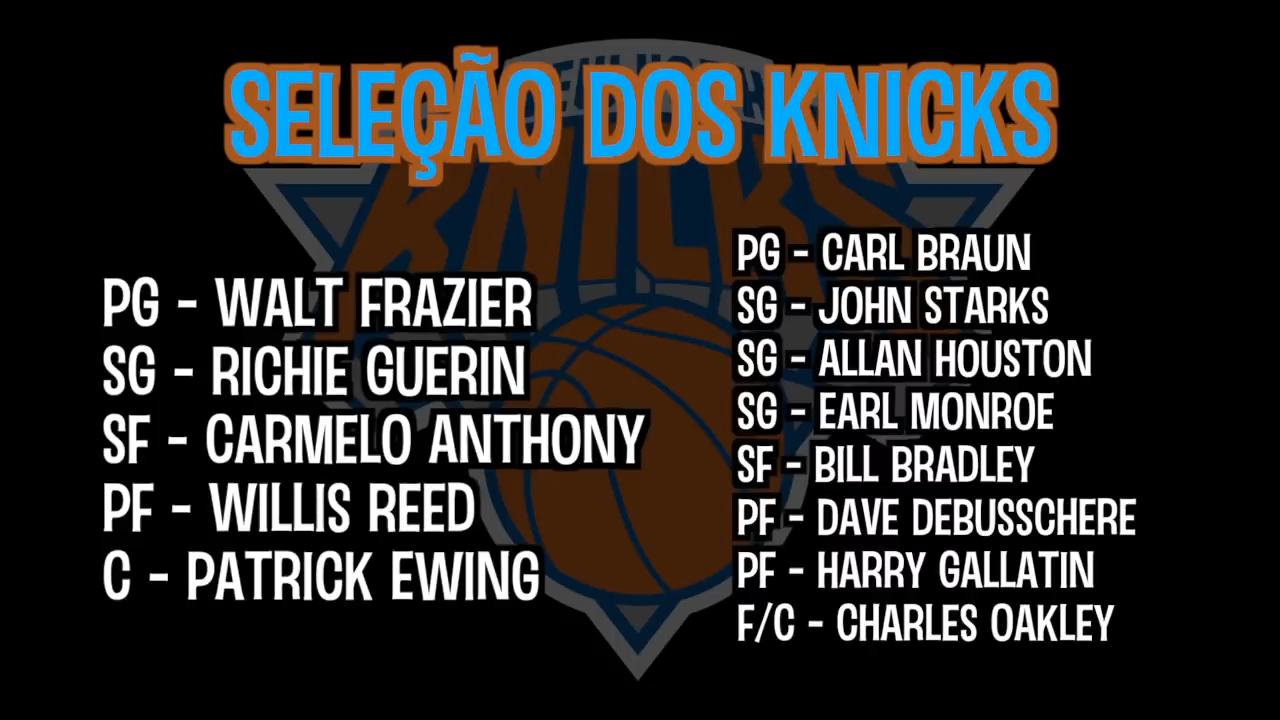 SELEÇÃO DOS KNICKS
PG - WALT FRAZIER
SG - RICHIE GUERIN
SF - CARMELO ANTHONY
PF - WILLIS REED
C - PATRICK EWING
PG - CARL BRAUN
SG - JOHN STARKS
SG - ALLAN HOUSTON
SG - EARL MONROE
SF - BILL BRADLEY
PF - DAVE DEBUSSCHERE
PF - HARRY GALLATIN
F/C - CHARLES OAKLEY
KNICKS